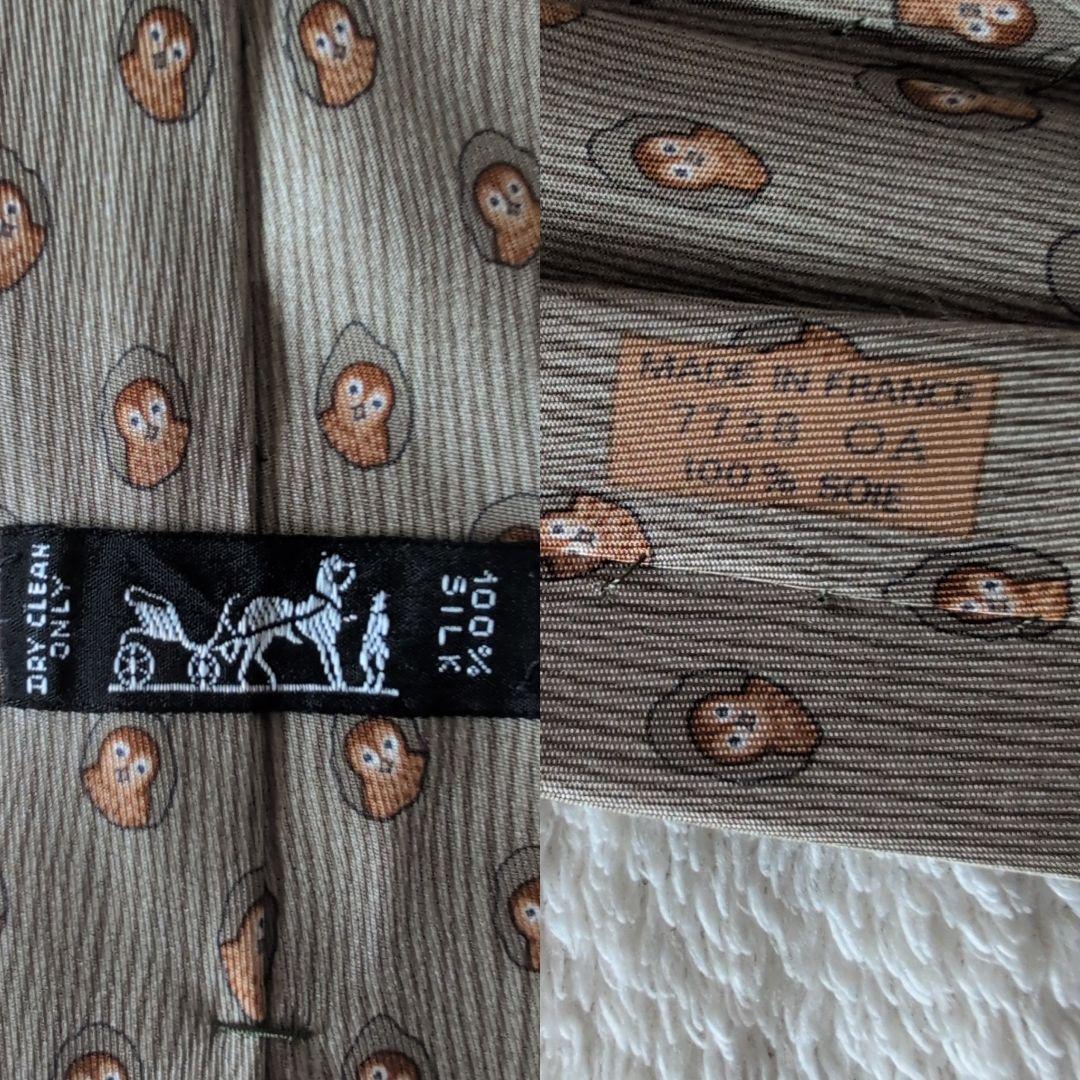 DRY CLEAN
ONLY
100%
SILK
MADE IN FRANCE
7738 OA
100% SOIE